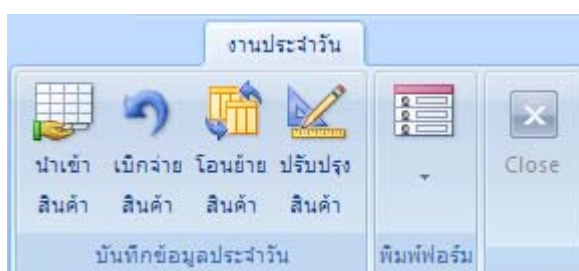 งานประจำวัน
นำเข้า เบิกจ่าย โอนย้าย ปรับปรุง
สินค้า สินค้า สินค้า สินค้า
Close
บันทึกข้อมูลประจำวัน พิมพ์ฟอร์ม